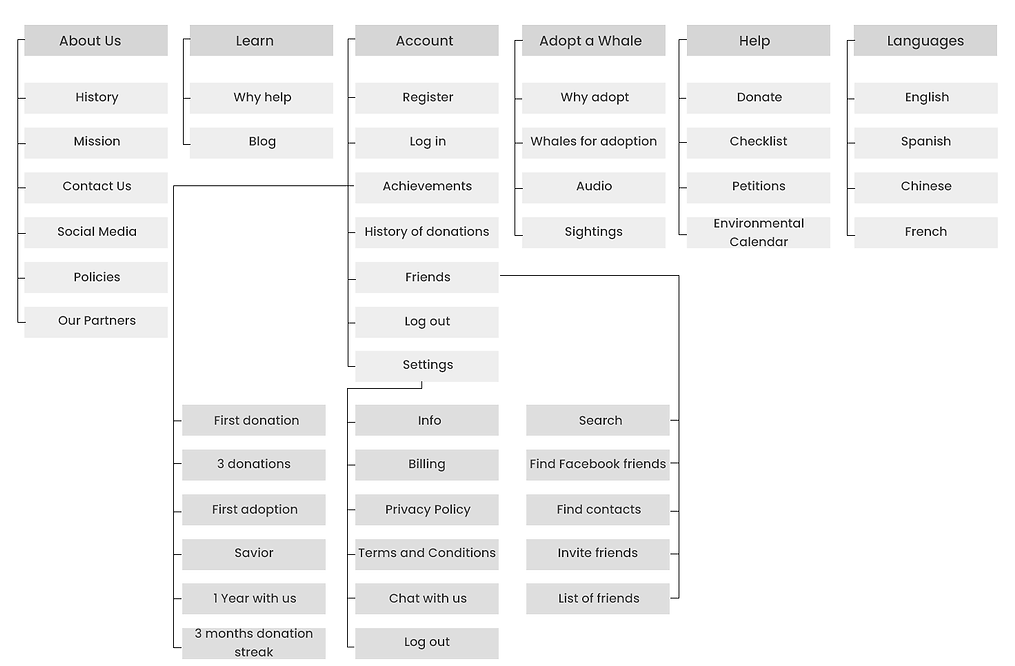 About Us
Learn
Account
Adopt a Whale
Help
Languages
History
Why help
Register
Why adopt
Donate
English
Mission
Blog
Log in
Whales for adoption
Checklist
Spanish
Contact Us
Achievements
Audio
Petitions
Chinese
Social Media
History of donations
Sightings
Environmental
Calendar
French
Policies
Friends
Our Partners
Log out
Settings
First donation
Info
Search
3 donations
Billing
Find Facebook friends
First adoption
Privacy Policy
Find contacts
Savior
Terms and Conditions
Invite friends
1 Year with us
Chat with us
List of friends
3 months donation
streak
Log out